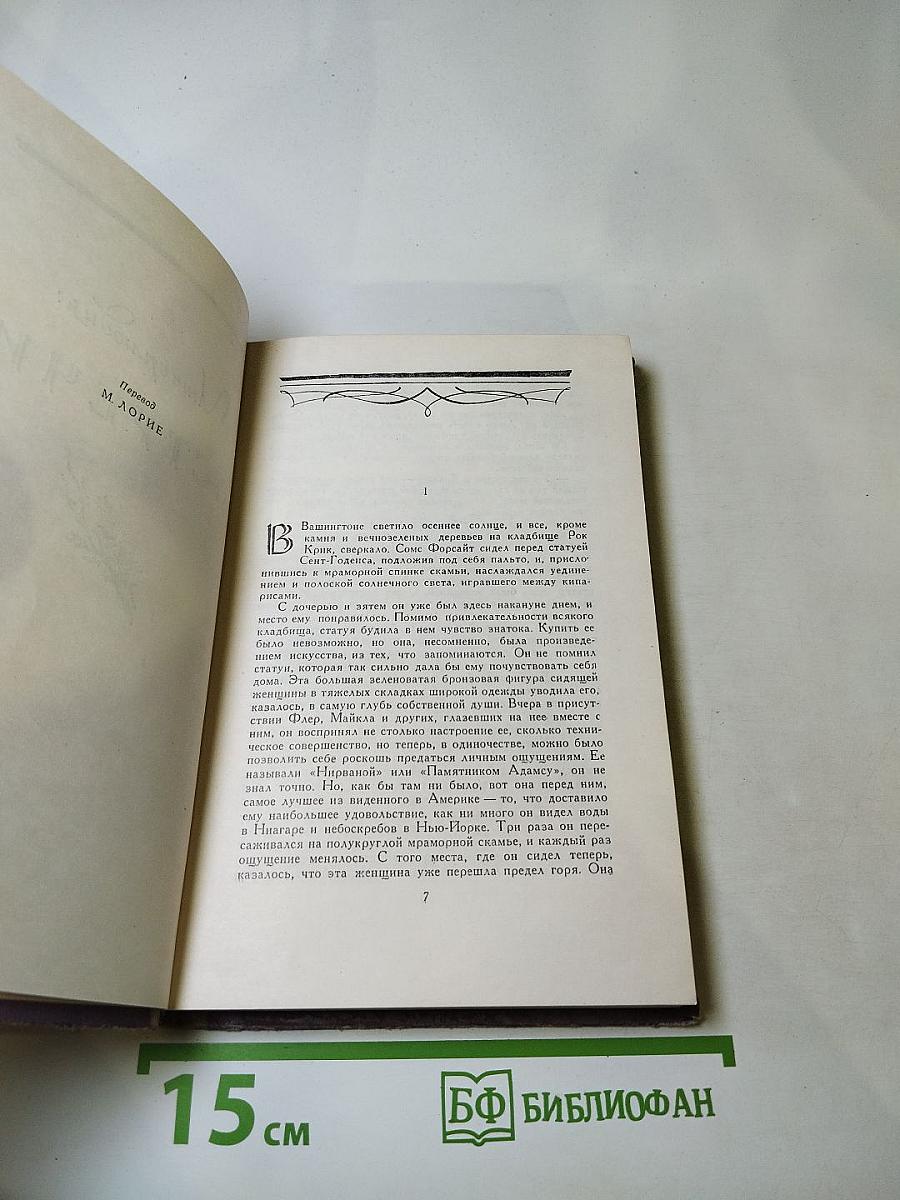 Перевод
М. ЛОРИЕ
1
В Вашингтоне светило осеннее солнце, и все, кроме
камня и вечнозеленых деревьев на кладбище Рок
Крик, сверкало. Сомс Форсайт сидел перед статуей
Сент-Годенса, подложив под себя пальто, и, присло-
нившись к мраморной спинке скамьи, наслаждался уедине-
нием и полоской солнечного света, игравшего между кипа-
рисами.
С дочерью и зятем он уже был здесь накануне днем, и
место ему понравилось. Помимо привлекательности всякого
кладбища, статуя будила в нем чувство знатока. Купить ее
было невозможно, но она, несомненно, была произведе-
нием искусства, из тех, что запоминаются. Он не помнил
статуи, которая так сильно дала бы ему почувствовать себя
дома. Эта большая зеленоватая бронзовая фигура сидящей
женщины в тяжелых складках широкой одежды уводила его,
казалось, в самую глубь собственной души. Вчера в присут-
ствии Флер, Майкла и других, глазевших на нее вместе с
ним, он воспринял не столько настроение ее, сколько техни-
ческое совершенство, но теперь, в одиночестве, можно было
позволить себе роскошь предаться личным ощущениям. Ее
называли «Нирваной» или «Памятником Адамсу», он не
знал точно. Но, как бы там ни было, вот она перед ним,
самое лучшее из виденного в Америке — то, что доставило
ему наибольшее удовольствие, как ни много он видел воды
в Ниагаре и небоскребов в Нью-Йорке. Три раза он пере-
саживался на полукруглой мраморной скамье, и каждый раз
ощущение менялось. С того места, где он сидел теперь,
казалось, что эта женщина уже перешла предел горя. Она
7
15 см
БФ БИБЛИОФАН